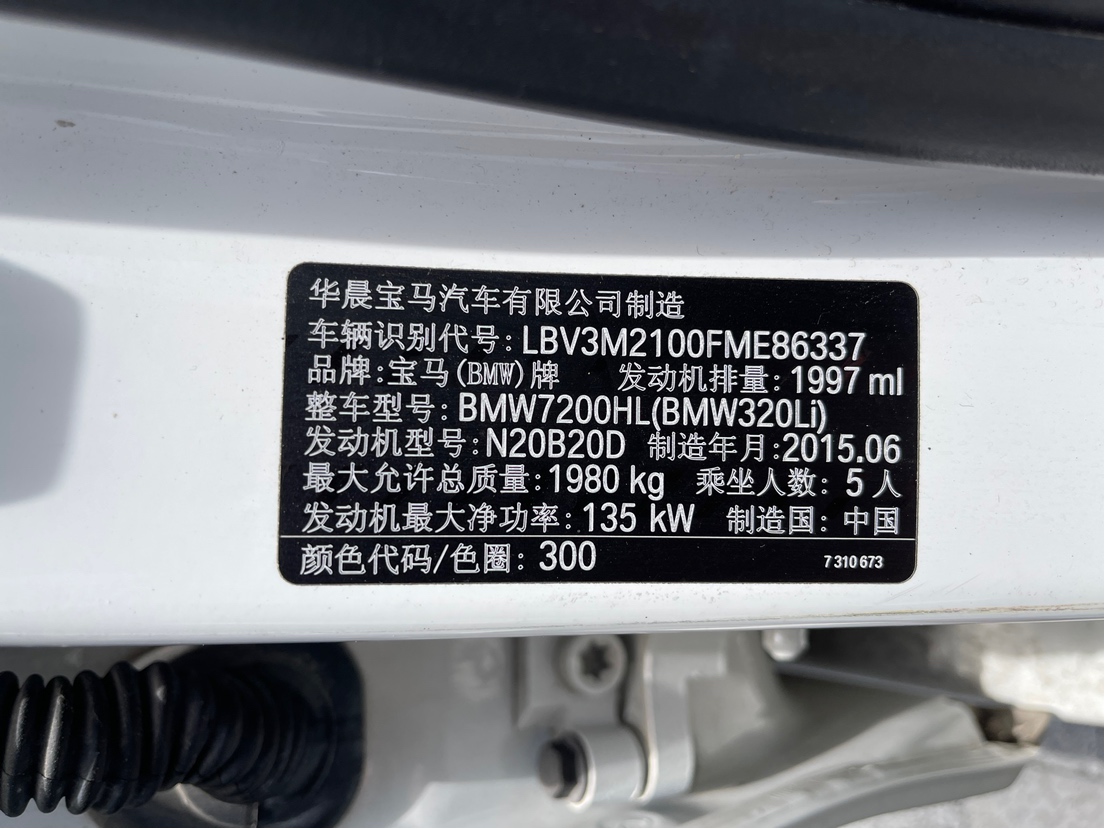 华晨宝马汽车有限公司制造
车辆识别代号: LBV3M2100FME86337
品牌:宝马(BMW)牌 发动机排量: 1997 ml
整车型号: BMW7200HL(BMW320Li)
发动机型号: N20B20D 制造年月:2015.06
最大允许总质量: 1980 kg 乘坐人数: 5 人
发动机最大净功率: 135 kW 制造国: 中国
颜色代码/色圈: 300 7 310 673